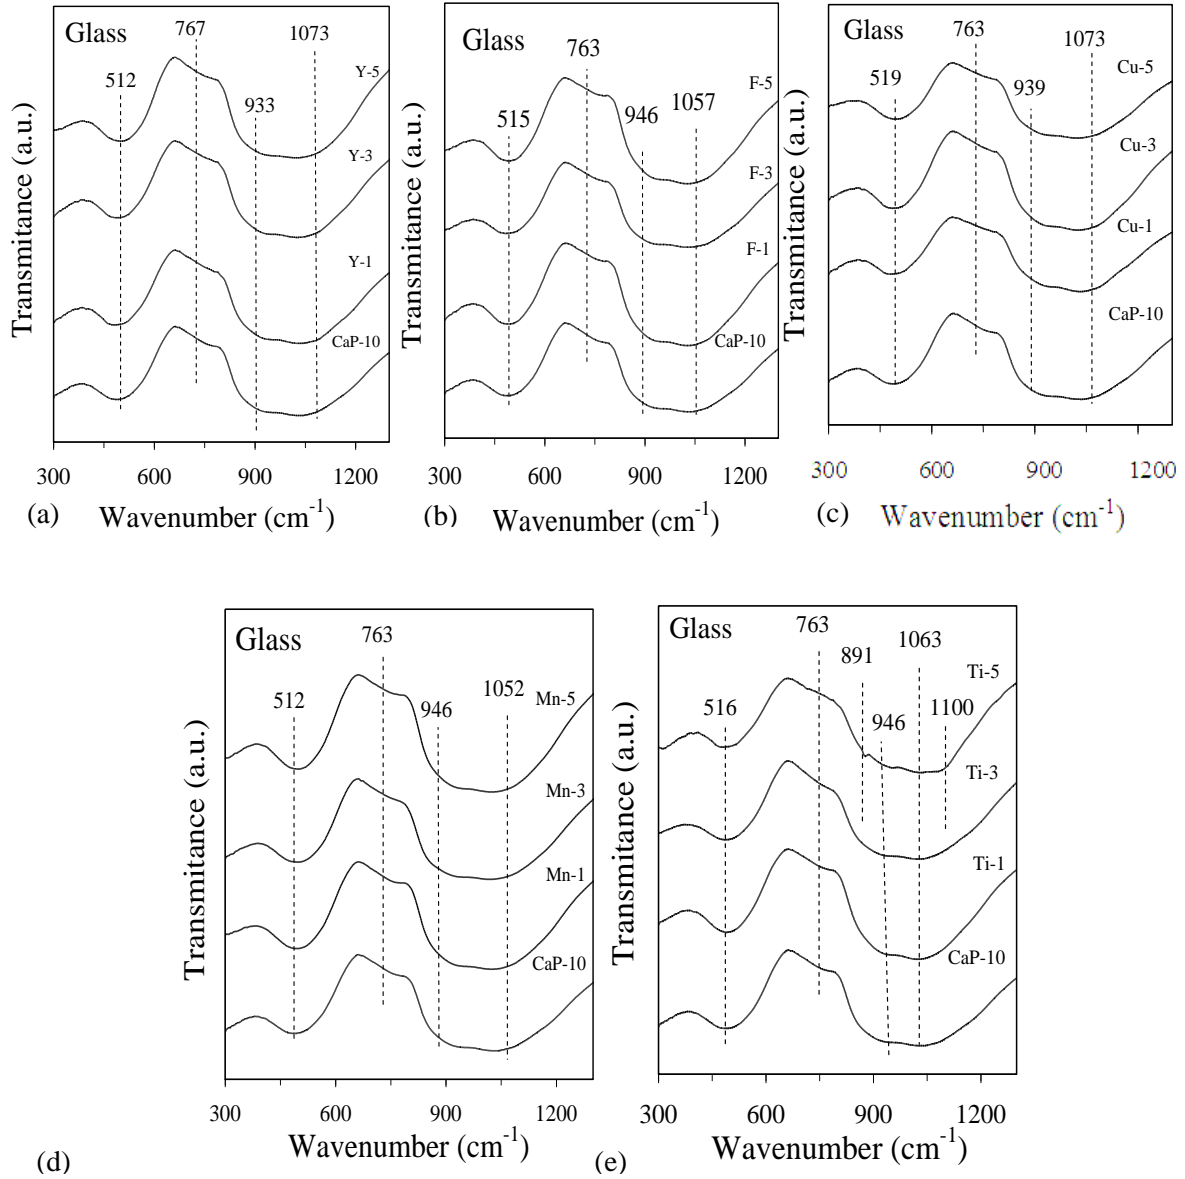 Glass
767
1073
512
933
Y-5
Y-3
Y-1
CaP-10
Transmitance (a.u.)
300 600 900 1200
(a) Wavenumber (cm-1)
Glass
763
515
946
1057
F-5
F-3
F-1
CaP-10
Transmitance (a.u.)
300 600 900 1200
(b) Wavenumber (cm-1)
Glass
763
1073
519
939
Cu-5
Cu-3
Cu-1
CaP-10
Transmitance (a.u.)
300 600 900 1200
(c) Wavenumber (cm-1)
Glass
763
512
946
1052
Mn-5
Mn-3
Mn-1
CaP-10
Transmitance (a.u.)
300 600 900 1200
Wavenumber (cm-1)
(d)
Glass
763
891
1063
516
946
1100
Ti-5
Ti-3
Ti-1
CaP-10
Transmitance (a.u.)
300 600 900 1200
Wavenumber (cm-1)
(e)